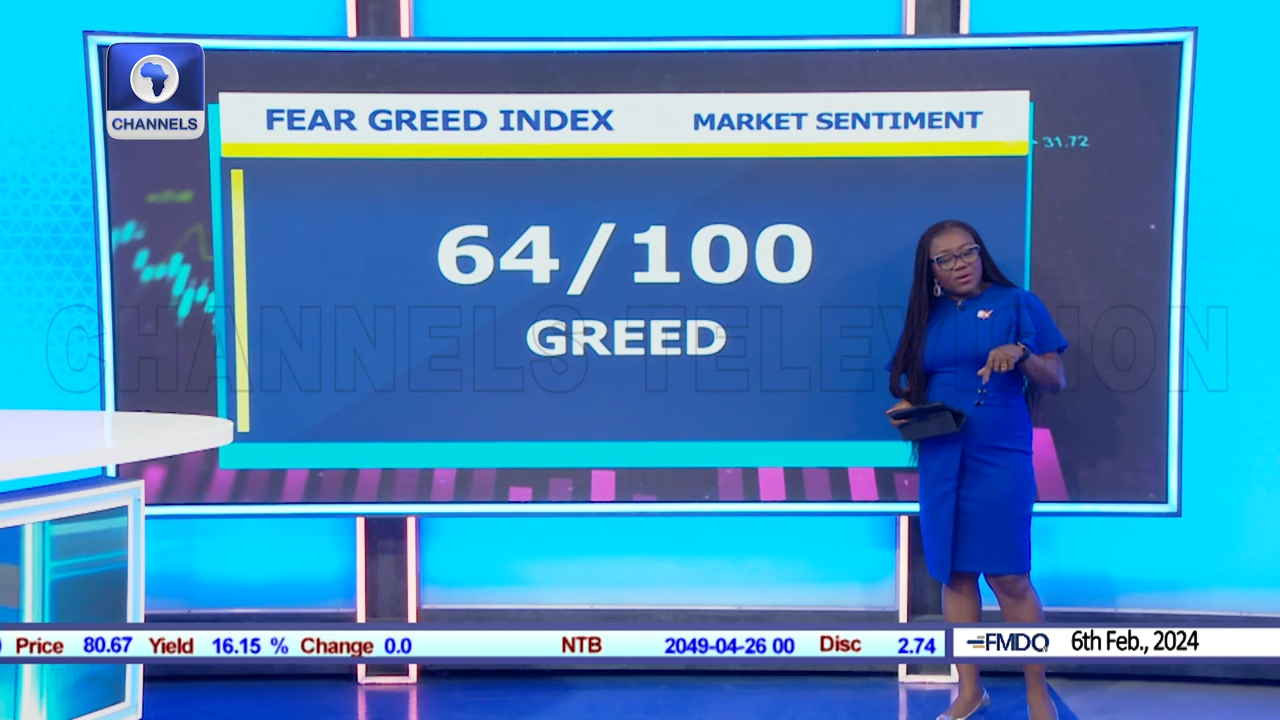 CHANNELS
FEAR GREED INDEX MARKET SENTIMENT
31.72
64/100
GREED
CHANNELS TELEVISION
Price 80.67 Yield 16.15 % Change 0.0 NTB 2049-04-26 00 Disc 2.74 FMDQ 6th Feb., 2024